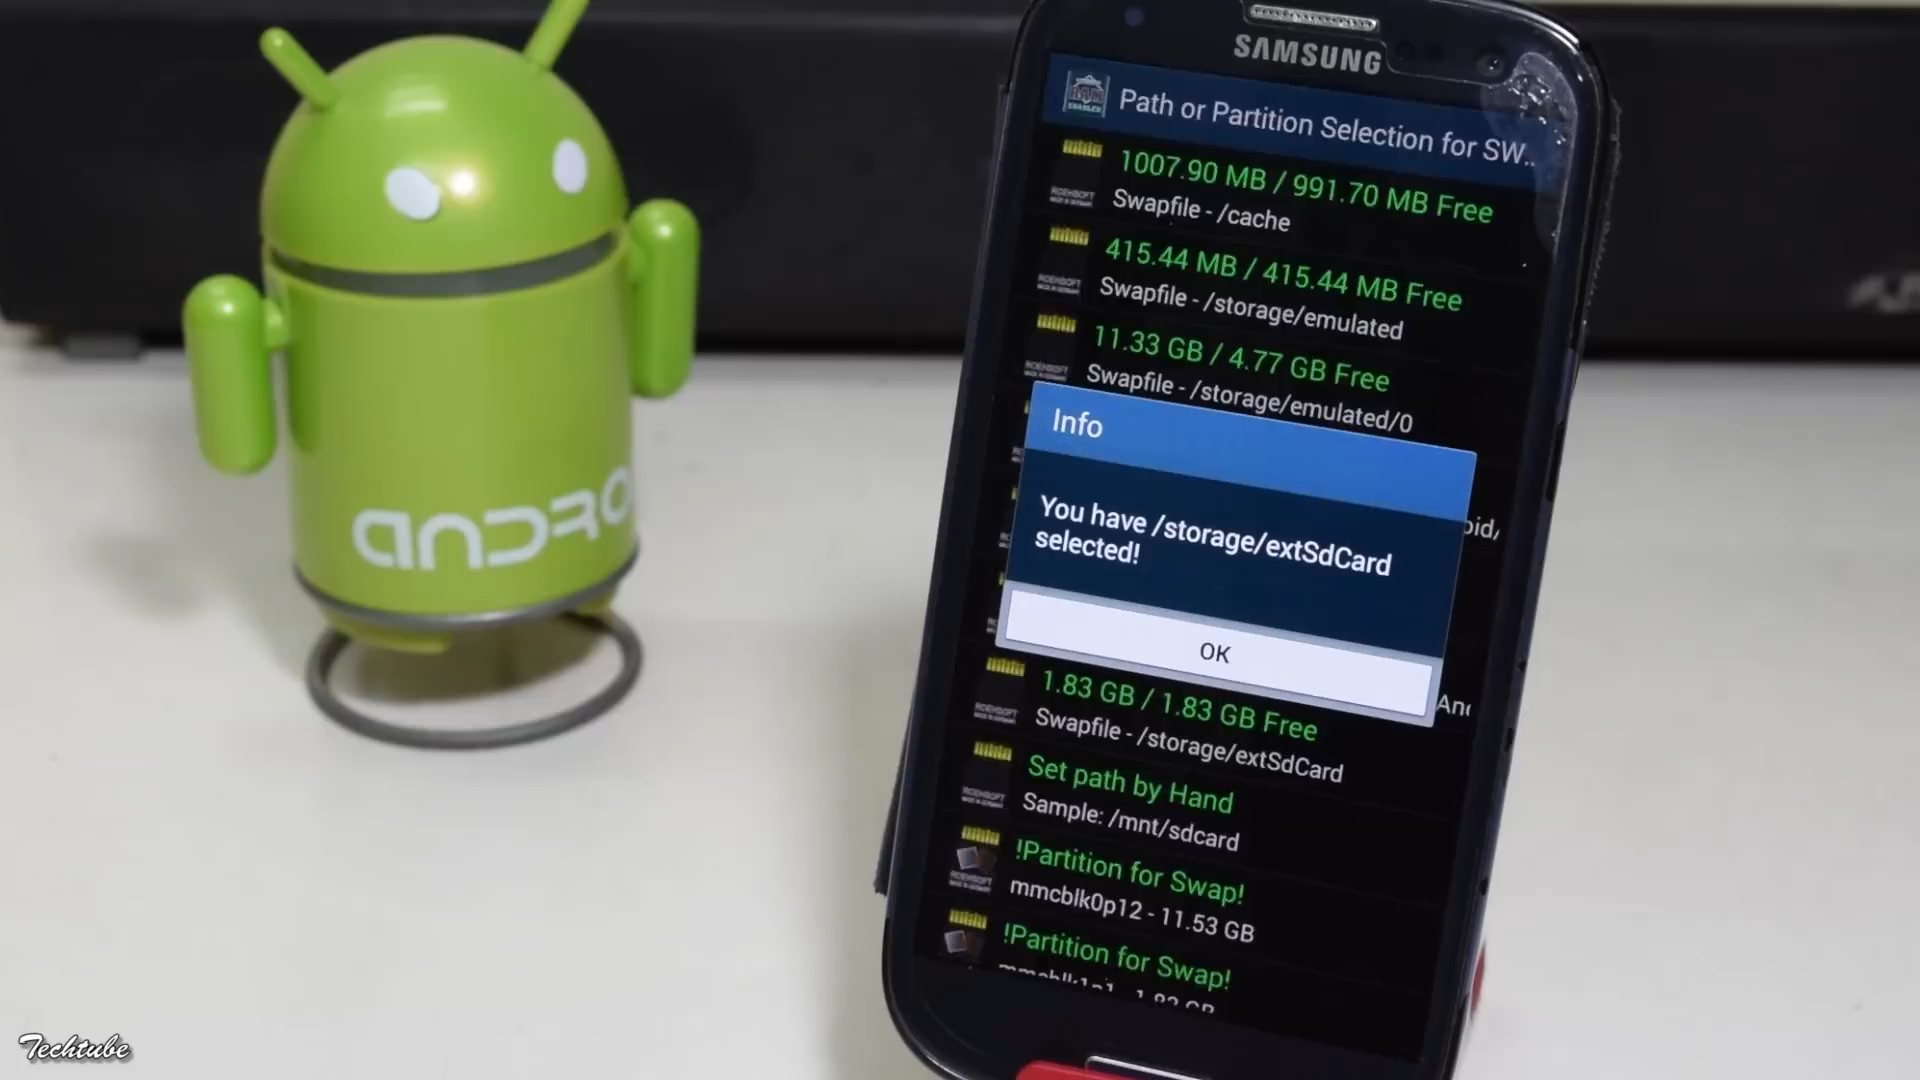 SAMSUNG
Path or Partition Selection for SW..
1007.90 MB / 991.70 MB Free
Swapfile - /cache
415.44 MB / 415.44 MB Free
Swapfile - /storage/emulated
11.33 GB / 4.77 GB Free
Swapfile - /storage/emulated/0
Info
You have /storage/extSdCard
selected!
OK
1.83 GB / 1.83 GB Free
Swapfile - /storage/extSdCard
Set path by Hand
Sample: /mnt/sdcard
!Partition for Swap!
mmcblk0p12 - 11.53 GB
!Partition for Swap!
ANDRO
Techtube